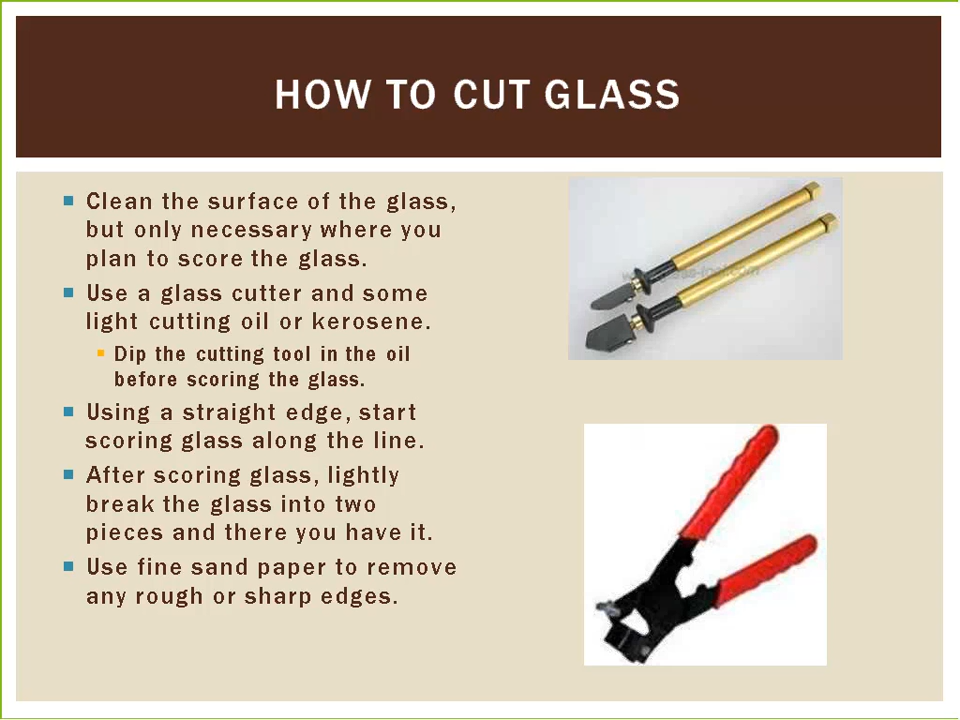 HOW TO CUT GLASS
Clean the surface of the glass,
but only necessary where you
plan to score the glass.
Use a glass cutter and some
light cutting oil or kerosene.
Dip the cutting tool in the oil
before scoring the glass.
Using a straight edge, start
scoring glass along the line.
After scoring glass, lightly
break the glass into two
pieces and there you have it.
Use fine sand paper to remove
any rough or sharp edges.